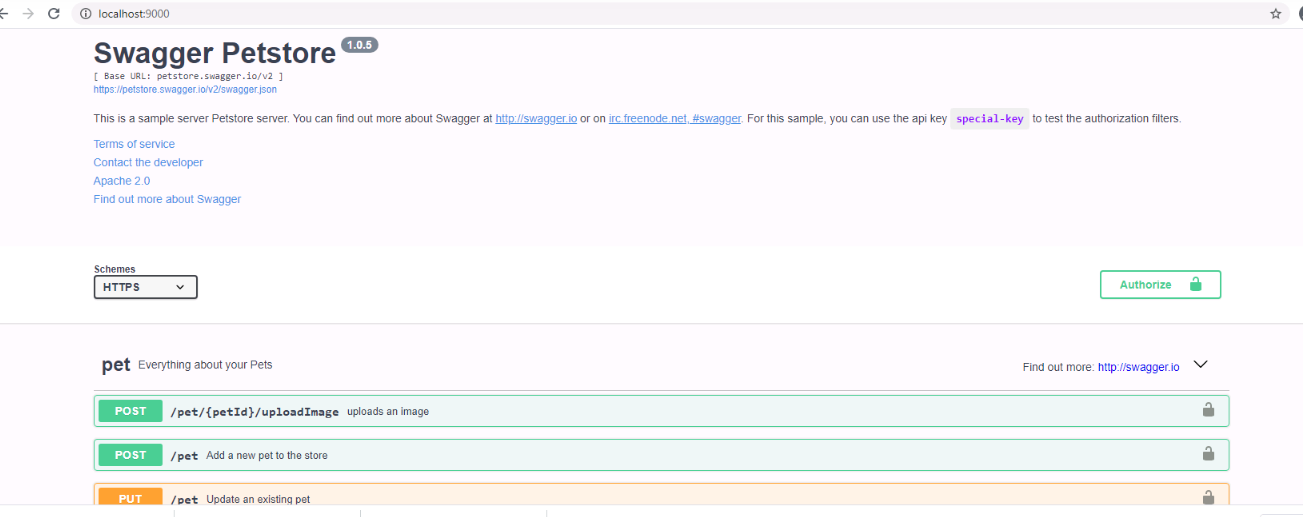 localhost:9000
Swagger Petstore 1.0.5
[ Base URL: petstore.swagger.io/v2 ]
https://petstore.swagger.io/v2/swagger.json
This is a sample server Petstore server. You can find out more about Swagger at http://swagger.io or on irc.freenode.net, #swagger. For this sample, you can use the api key special-key to test the authorization filters.
Terms of service
Contact the developer
Apache 2.0
Find out more about Swagger
Schemes
HTTPS
Authorize
pet Everything about your Pets
Find out more: http://swagger.io
POST /pet/{petId}/uploadImage uploads an image
POST /pet Add a new pet to the store
PUT /pet Update an existing pet